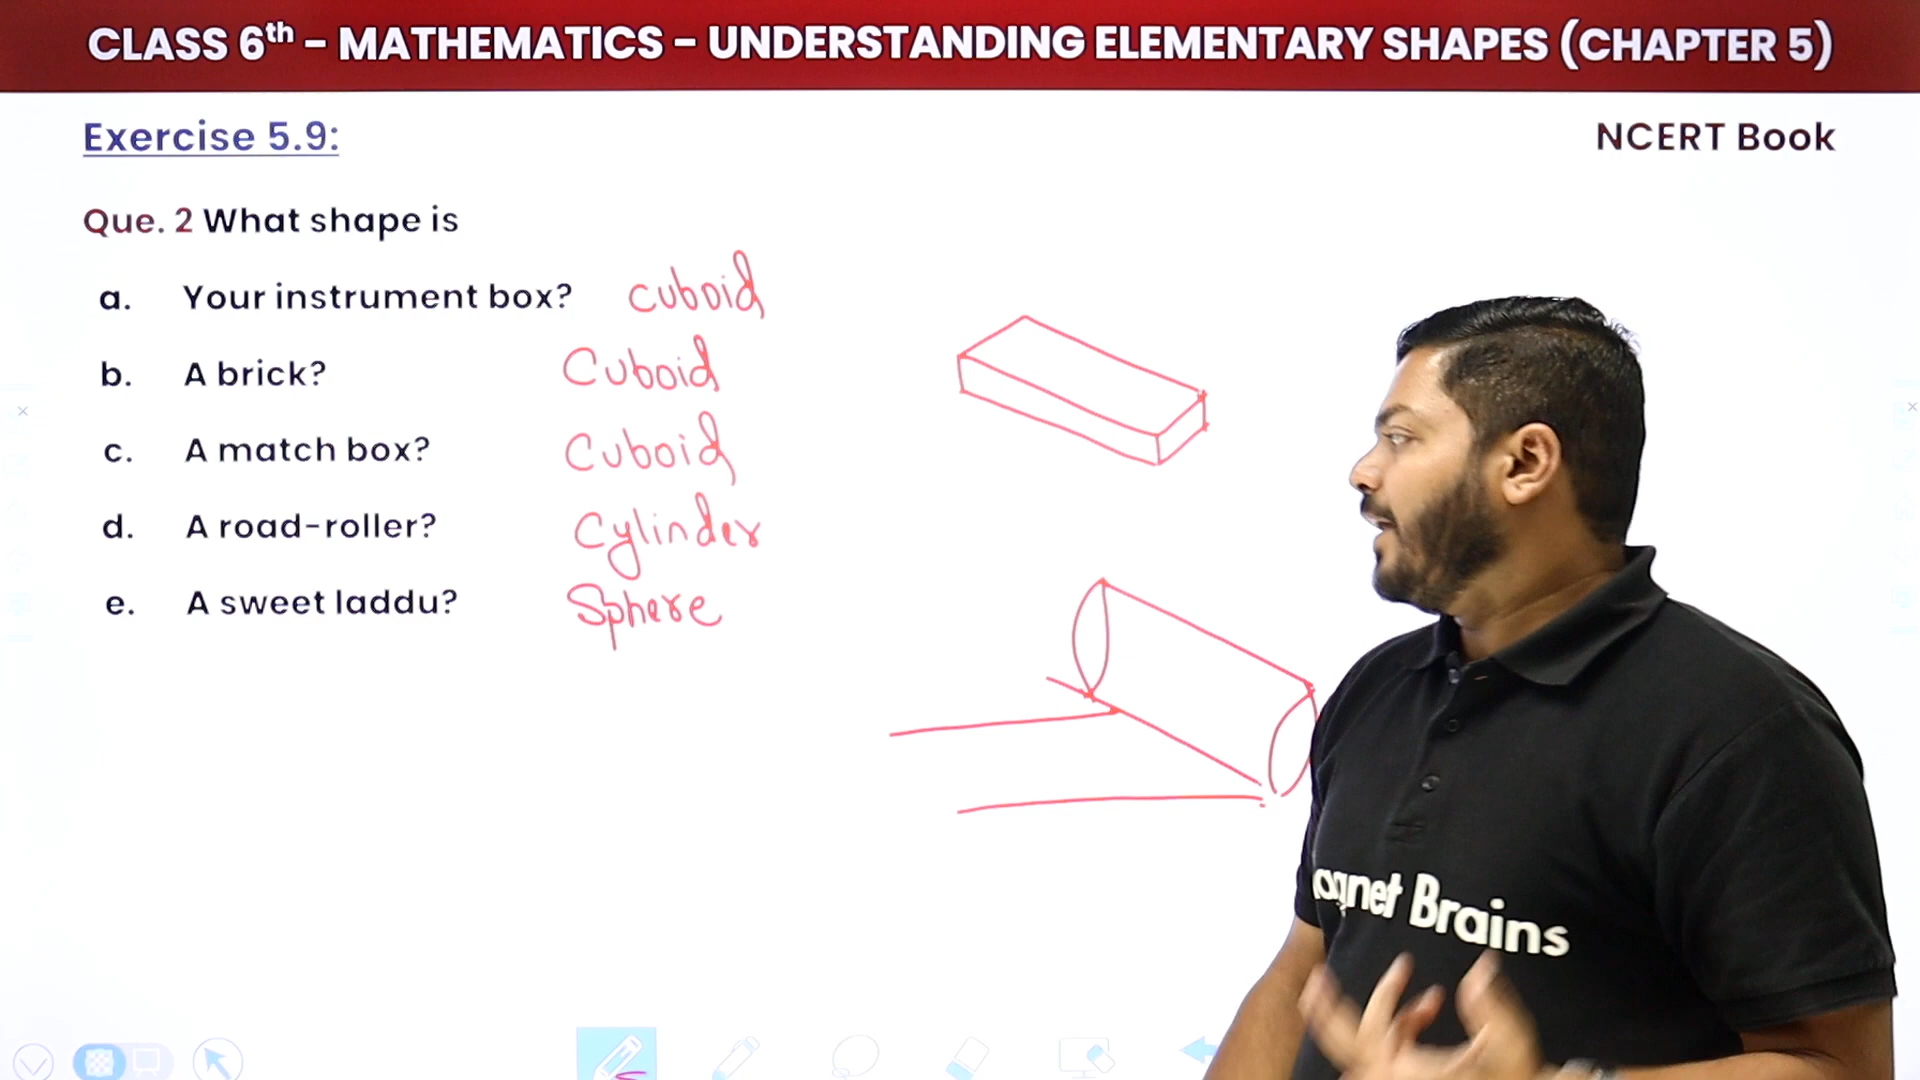 CLASS 6th – MATHEMATICS – UNDERSTANDING ELEMENTARY SHAPES (CHAPTER 5)
Exercise 5.9: NCERT Book
Que. 2 What shape is
a. Your instrument box? cuboid
b. A brick? Cuboid
c. A match box? Cuboid
d. A road-roller? Cylinder
e. A sweet laddu? Sphere
agnet Brains